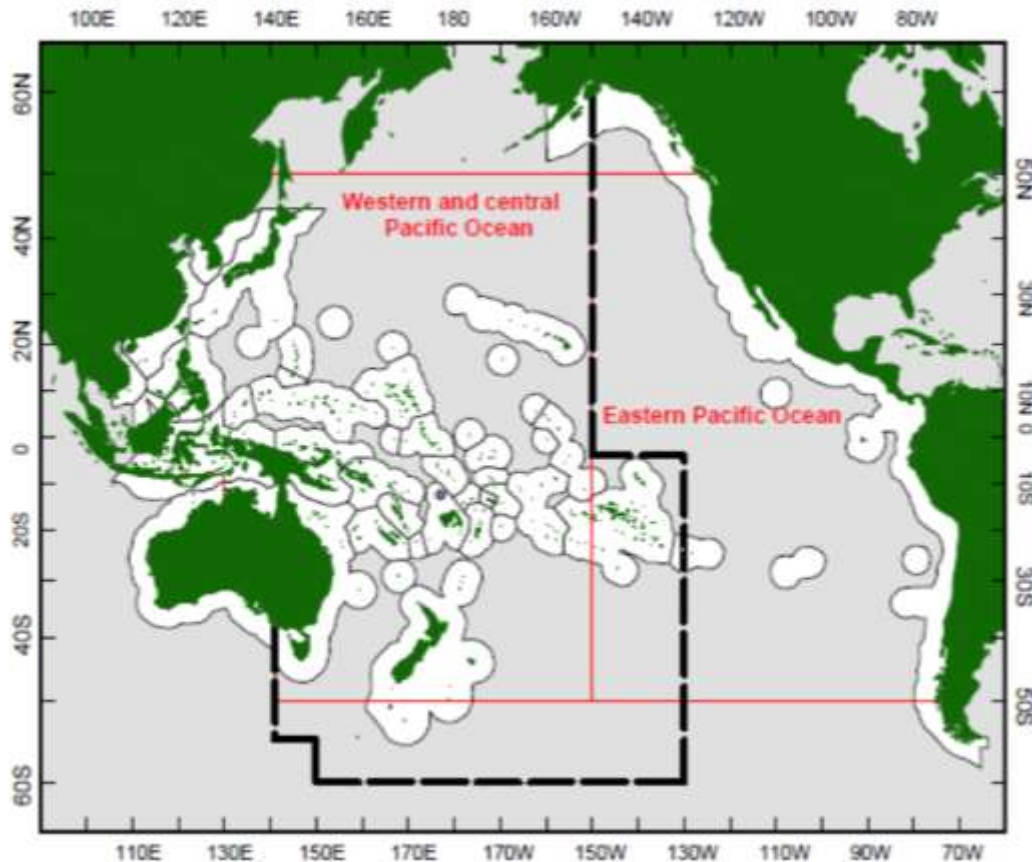 100E 120E 140E 160E 180 160W 140W 120W 100W 80W
60N
50N
Western and central
Pacific Ocean
40N
30N
20N
10N
Eastern Pacific Ocean
0
0
10S
20S
30S
40S
50S
60S
110E 130E 150E 170E 170W 150W 130W 110W 90W 70W